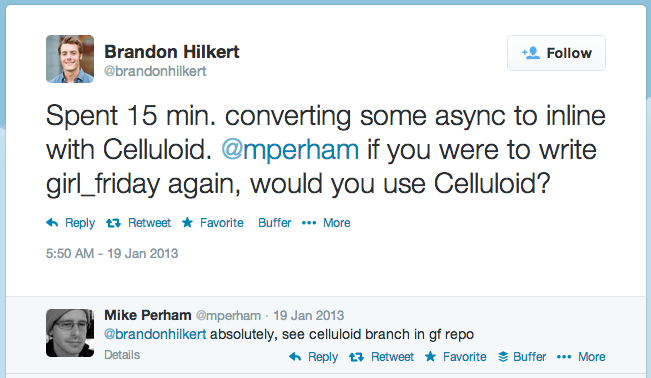 Brandon Hilkert
@brandonhilkert
Follow
Spent 15 min. converting some async to inline
with Celluloid. @mperham if you were to write
girl_friday again, would you use Celluloid?
Reply Retweet Favorite Buffer ••• More
5:50 AM - 19 Jan 2013
Mike Perham @mperham · 19 Jan 2013
@brandonhilkert absolutely, see celluloid branch in gf repo
Details Reply Retweet Favorite Buffer ••• More